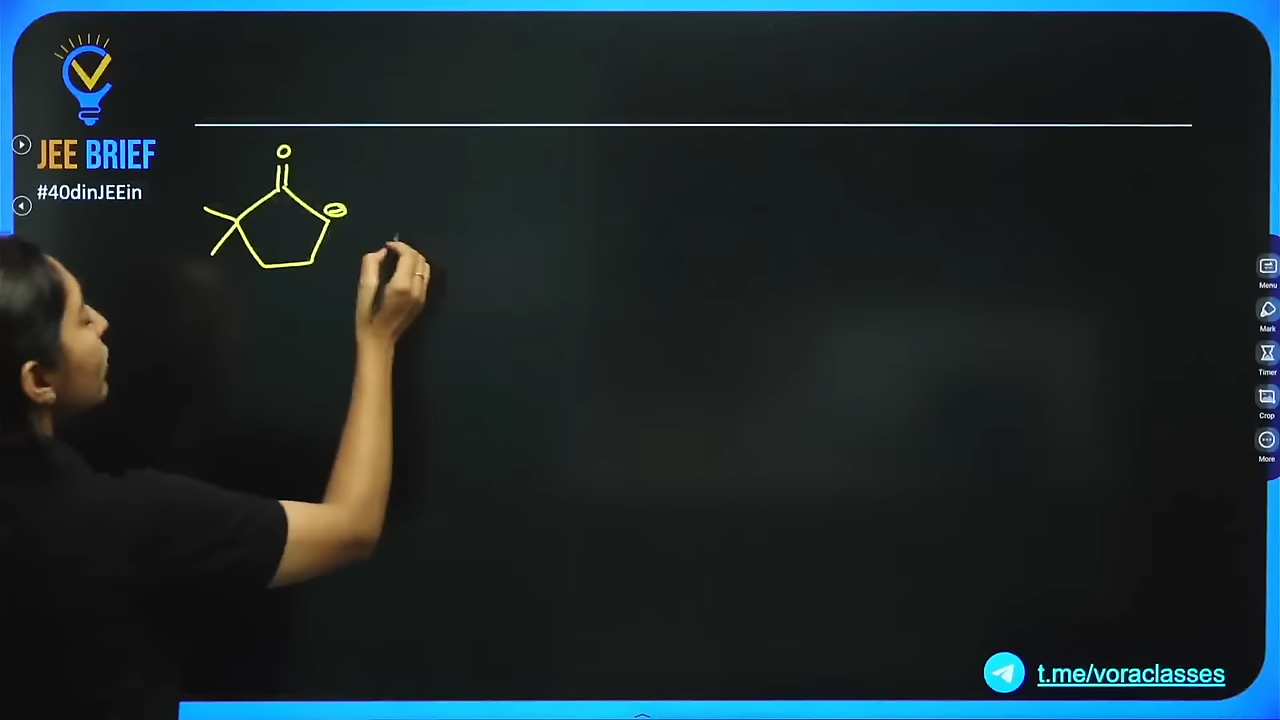 JEE BRIEF
#40dinJEEin
O
Menu
Mark
Timer
Crop
More
t.me/voraclasses